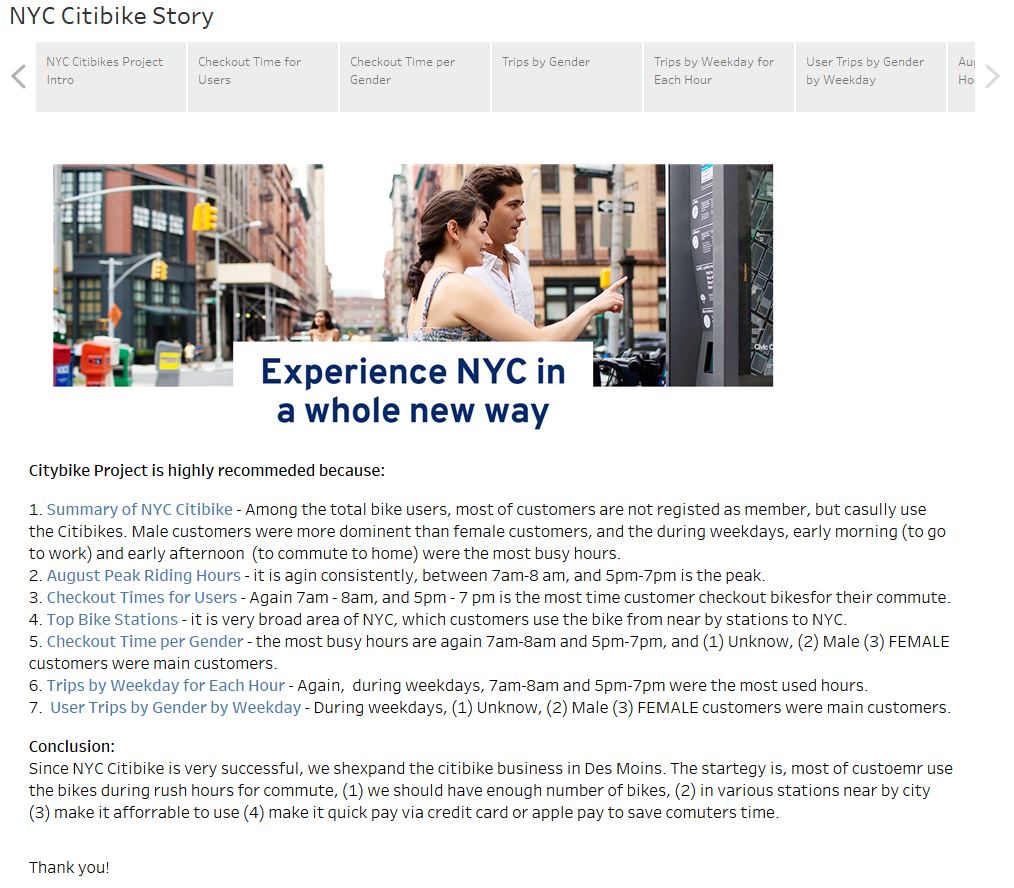 NYC Citibike Story
NYC Citibikes Project
Intro
Checkout Time for
Users
Checkout Time per
Gender
Trips by Gender
Trips by Weekday for
Each Hour
User Trips by Gender
by Weekday
Experience NYC in
a whole new way
Citybike Project is highly recommeded because:
1. Summary of NYC Citibike - Among the total bike users, most of customers are not registed as member, but casully use
the Citibikes. Male customers were more dominent than female customers, and the during weekdays, early morning (to go
to work) and early afternoon (to commute to home) were the most busy hours.
2. August Peak Riding Hours - it is agin consistently, between 7am-8 am, and 5pm-7pm is the peak.
3. Checkout Times for Users - Again 7am - 8am, and 5pm - 7 pm is the most time customer checkout bikesfor their commute.
4. Top Bike Stations - it is very broad area of NYC, which customers use the bike from near by stations to NYC.
5. Checkout Time per Gender - the most busy hours are again 7am-8am and 5pm-7pm, and (1) Unknow, (2) Male (3) FEMALE
customers were main customers.
6. Trips by Weekday for Each Hour - Again, during weekdays, 7am-8am and 5pm-7pm were the most used hours.
7. User Trips by Gender by Weekday - During weekdays, (1) Unknow, (2) Male (3) FEMALE customers were main customers.
Conclusion:
Since NYC Citibike is very successful, we shexpand the citibike business in Des Moins. The startegy is, most of custoemr use
the bikes during rush hours for commute, (1) we should have enough number of bikes, (2) in various stations near by city
(3) make it afforrable to use (4) make it quick pay via credit card or apple pay to save comuters time.
Thank you!